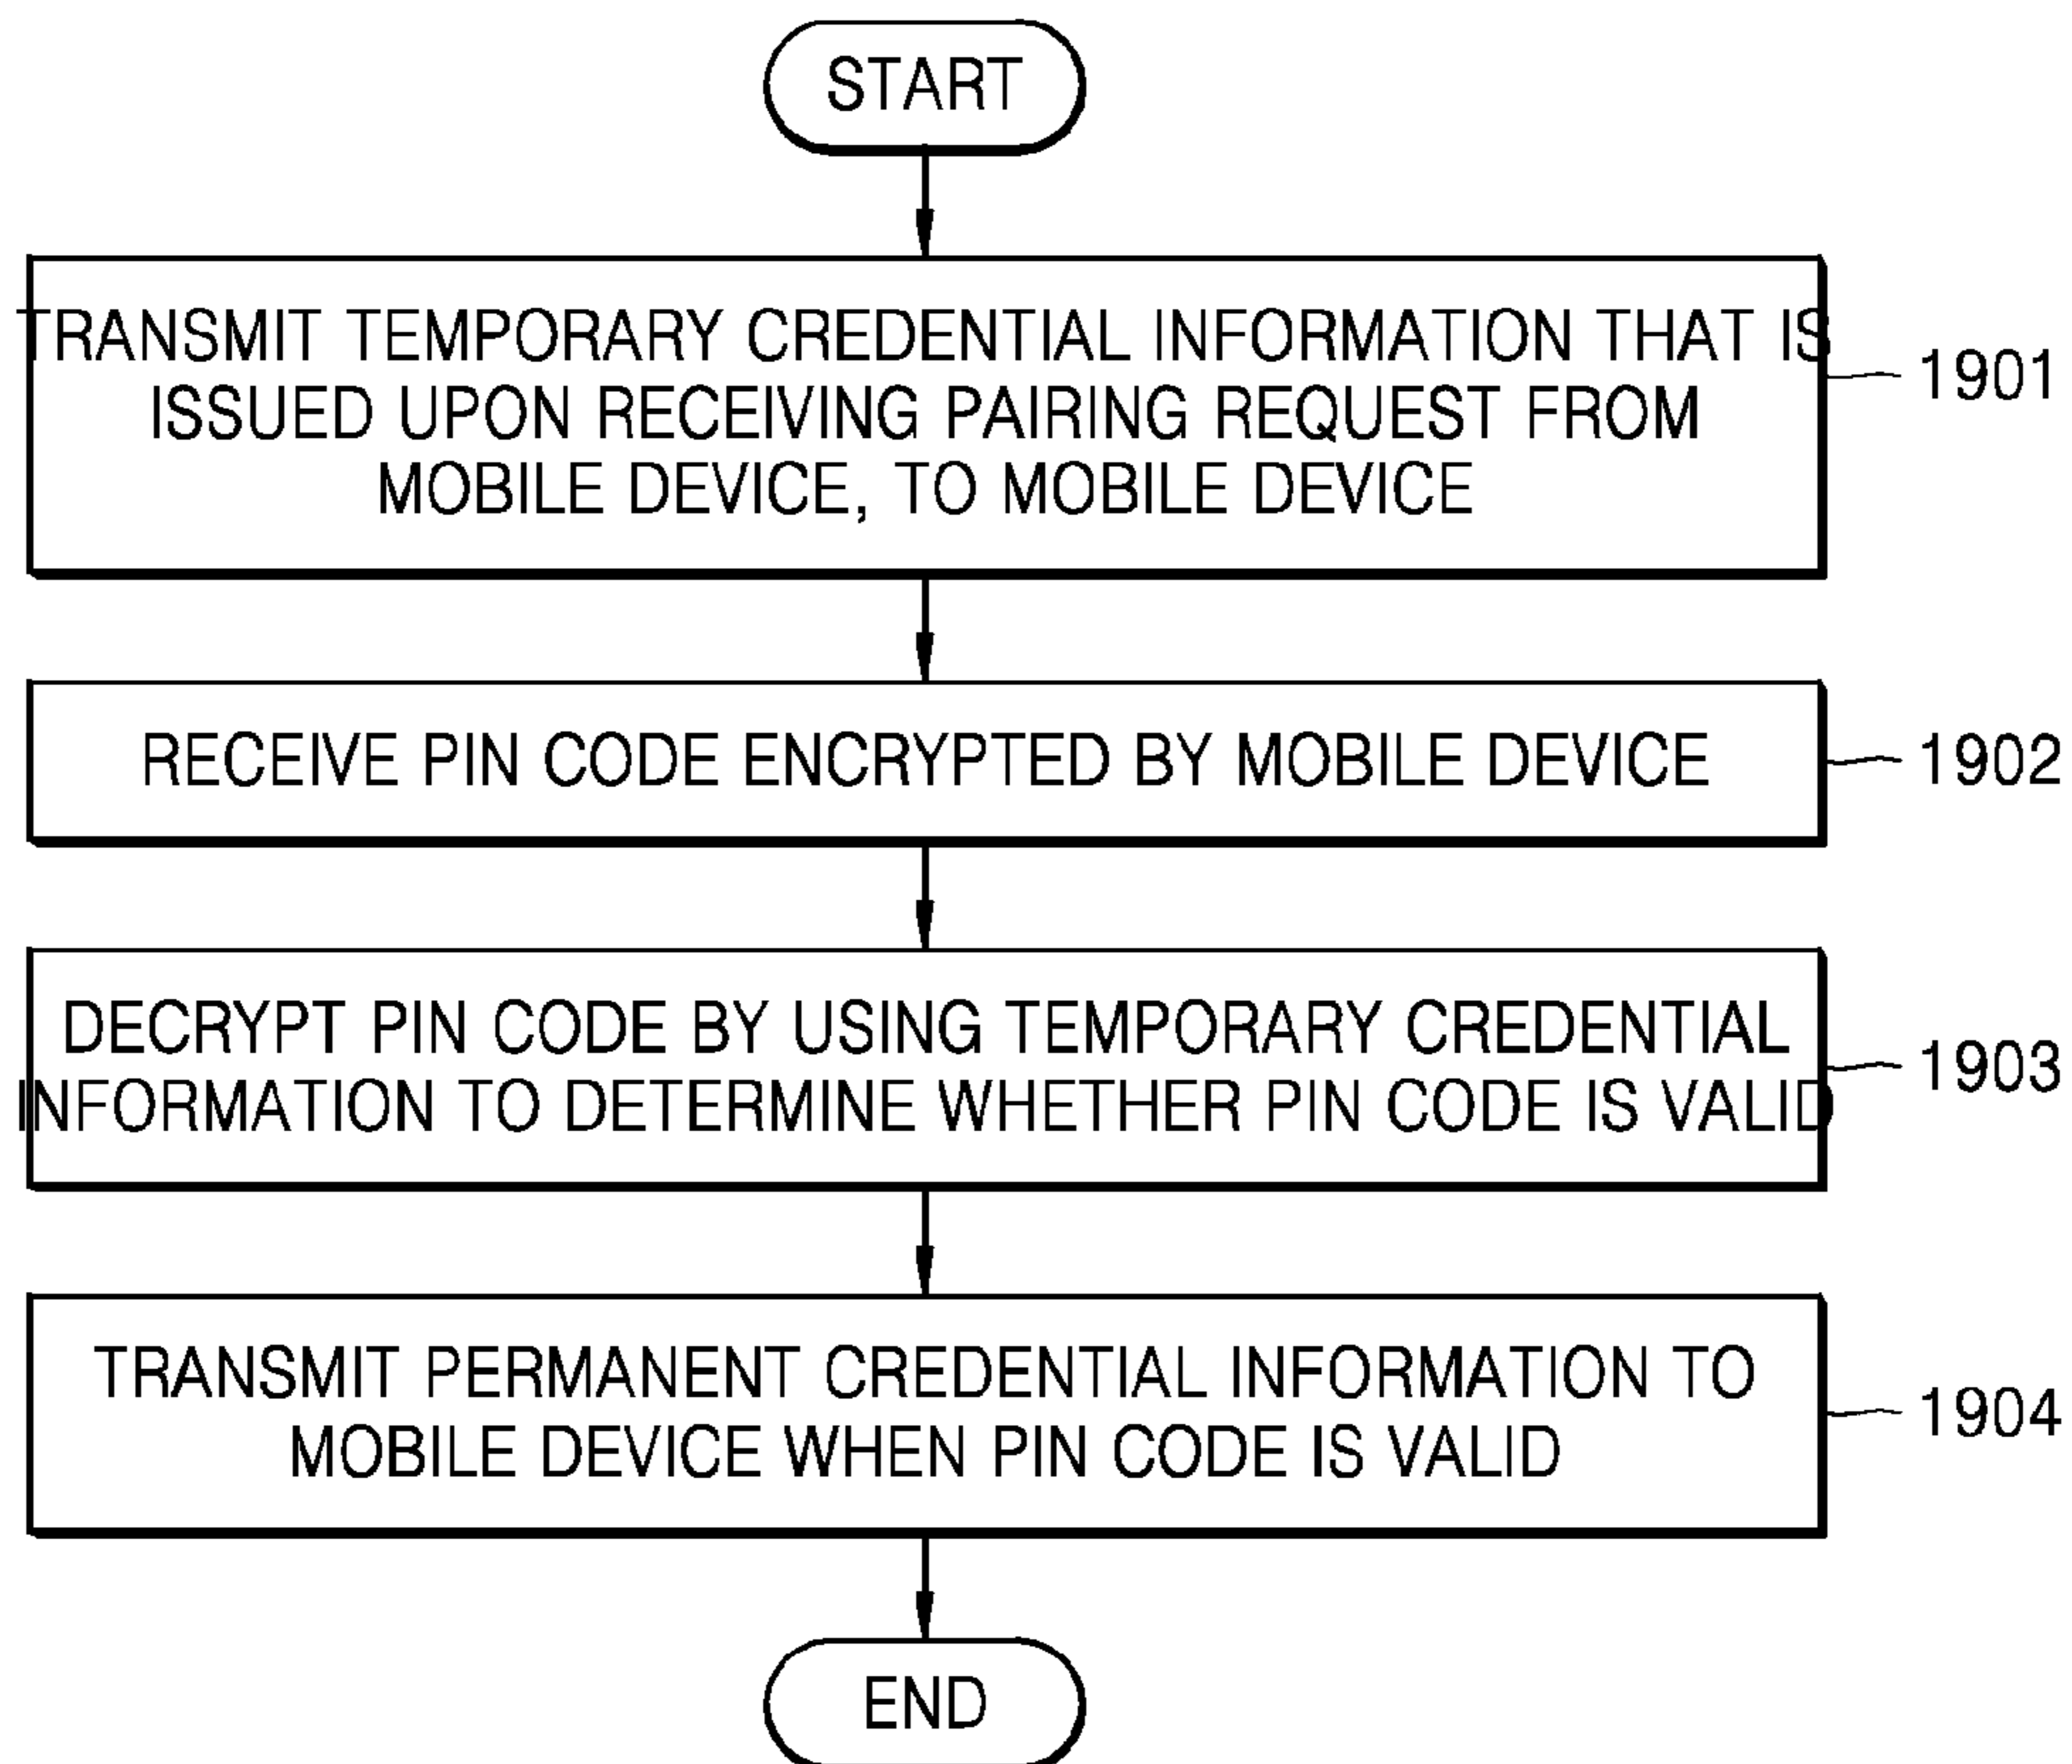 START
TRANSMIT TEMPORARY CREDENTIAL INFORMATION THAT IS
ISSUED UPON RECEIVING PAIRING REQUEST FROM
MOBILE DEVICE, TO MOBILE DEVICE
1901
RECEIVE PIN CODE ENCRYPTED BY MOBILE DEVICE
1902
DECRYPT PIN CODE BY USING TEMPORARY CREDENTIAL
INFORMATION TO DETERMINE WHETHER PIN CODE IS VALID
1903
TRANSMIT PERMANENT CREDENTIAL INFORMATION TO
MOBILE DEVICE WHEN PIN CODE IS VALID
1904
END